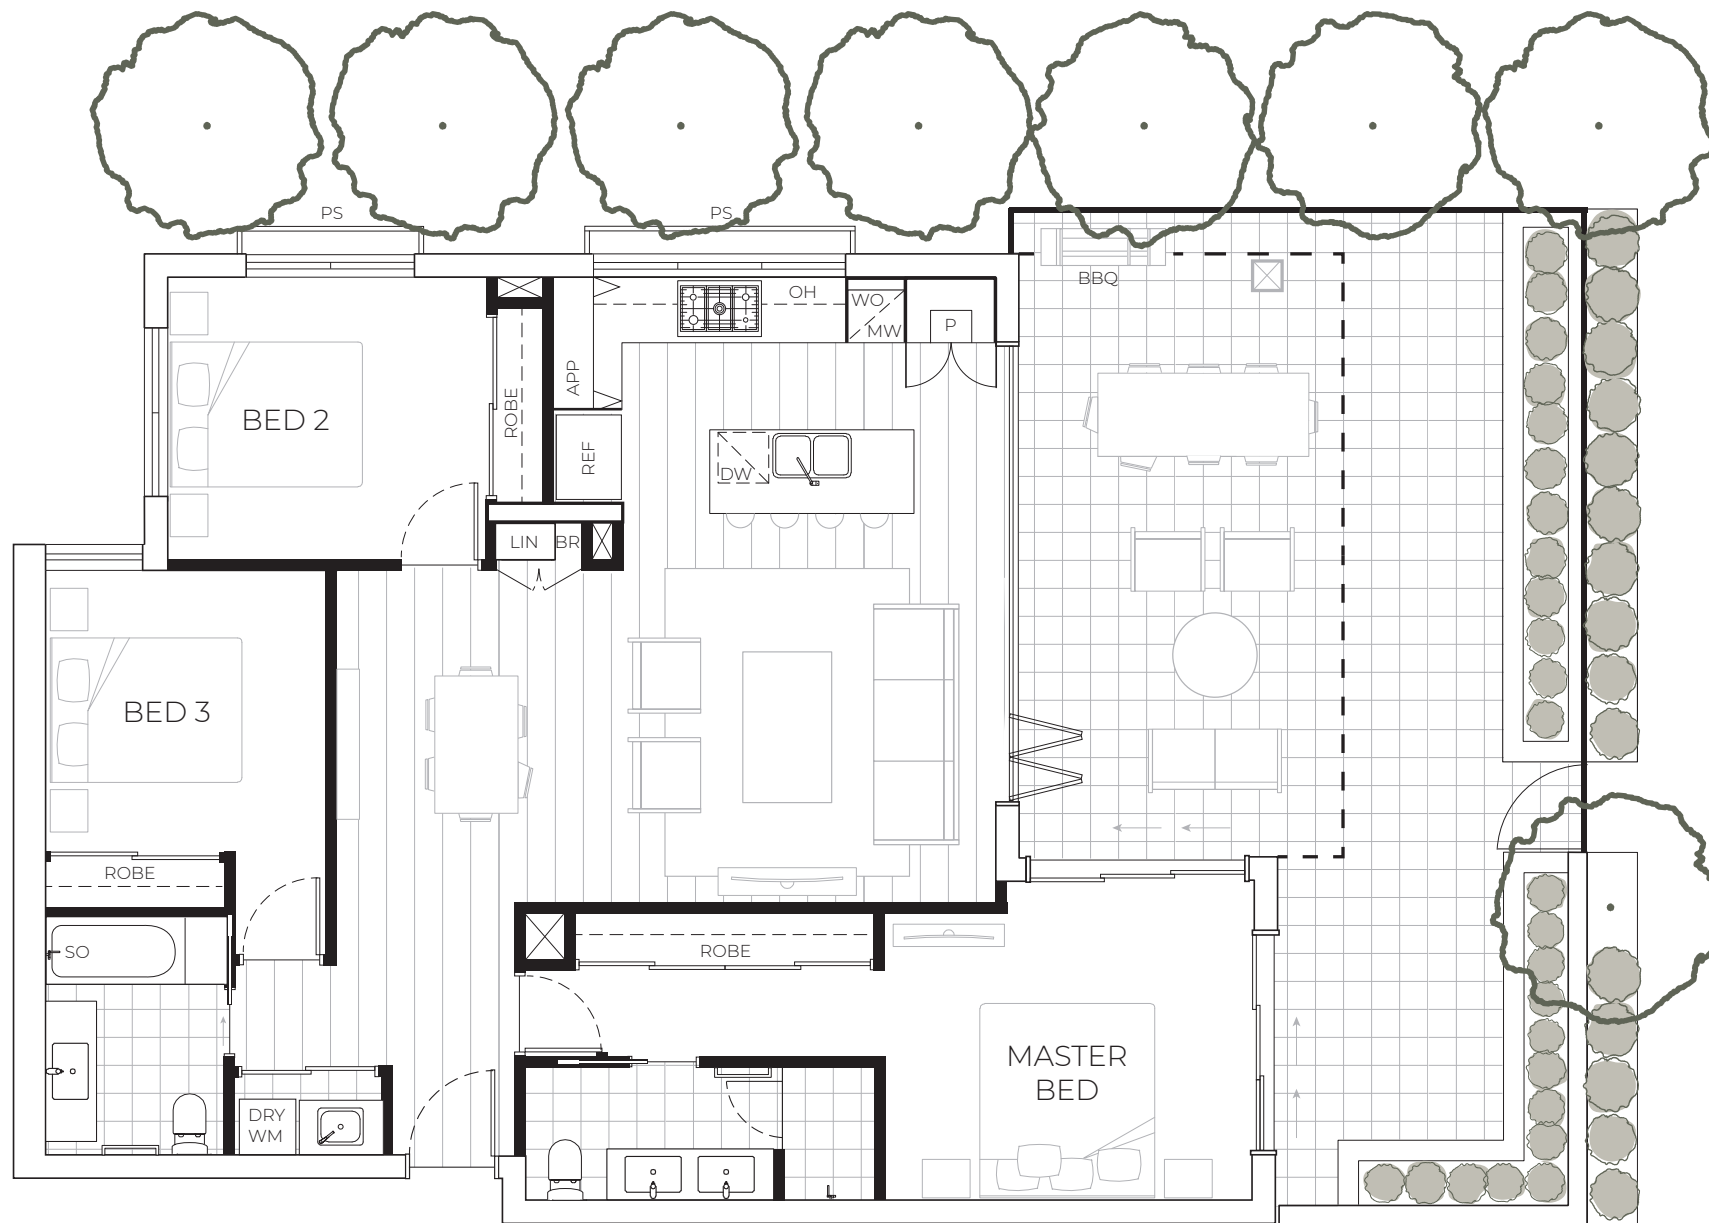 PS
PS
OH
WO
MW
P
BBQ
APP
ROBE
BED 2
REF
DW
LIN
BR
BED 3
ROBE
SO
ROBE
MASTER
BED
DRY
WM